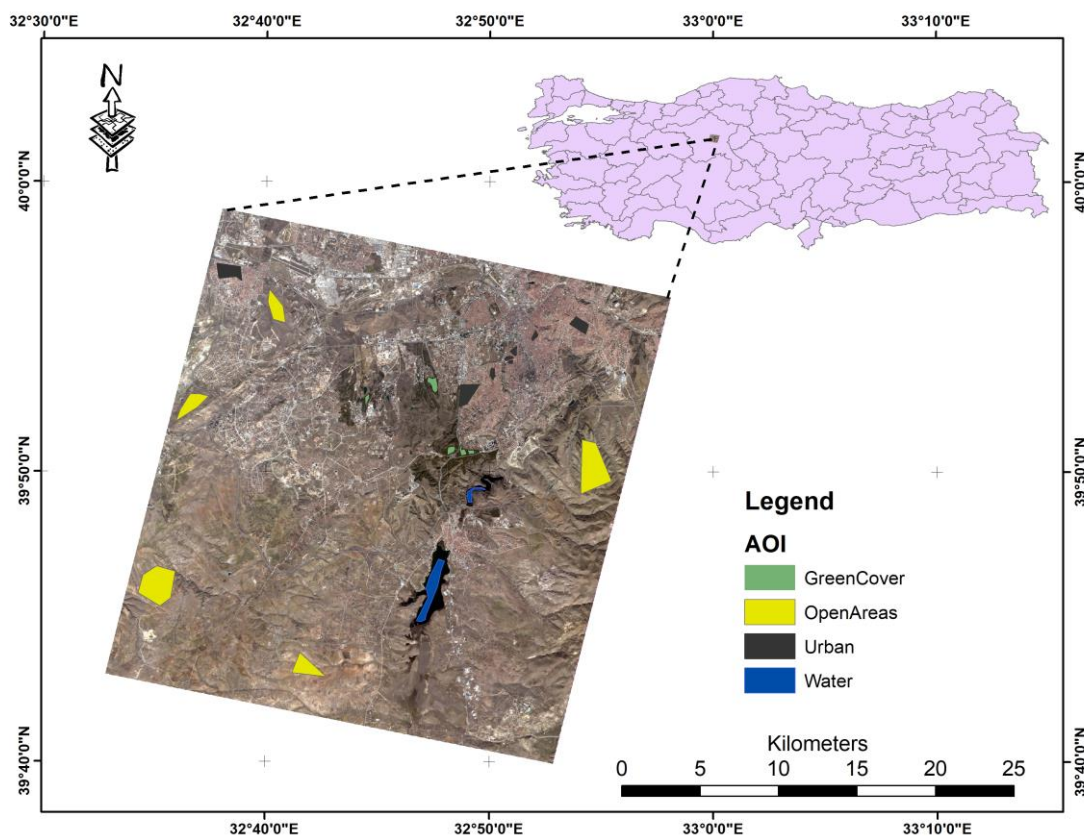 32°30'0"E 32°40'0"E 32°50'0"E 33°0'0"E 33°10'0"E
N
40°0'0"N 40°0'0"N
39°50'0"N 39°50'0"N
Legend
AOI
GreenCover
OpenAreas
Urban
Water
39°40'0"N 39°40'0"N
Kilometers
0 5 10 15 20 25
32°40'0"E 32°50'0"E 33°0'0"E 33°10'0"E